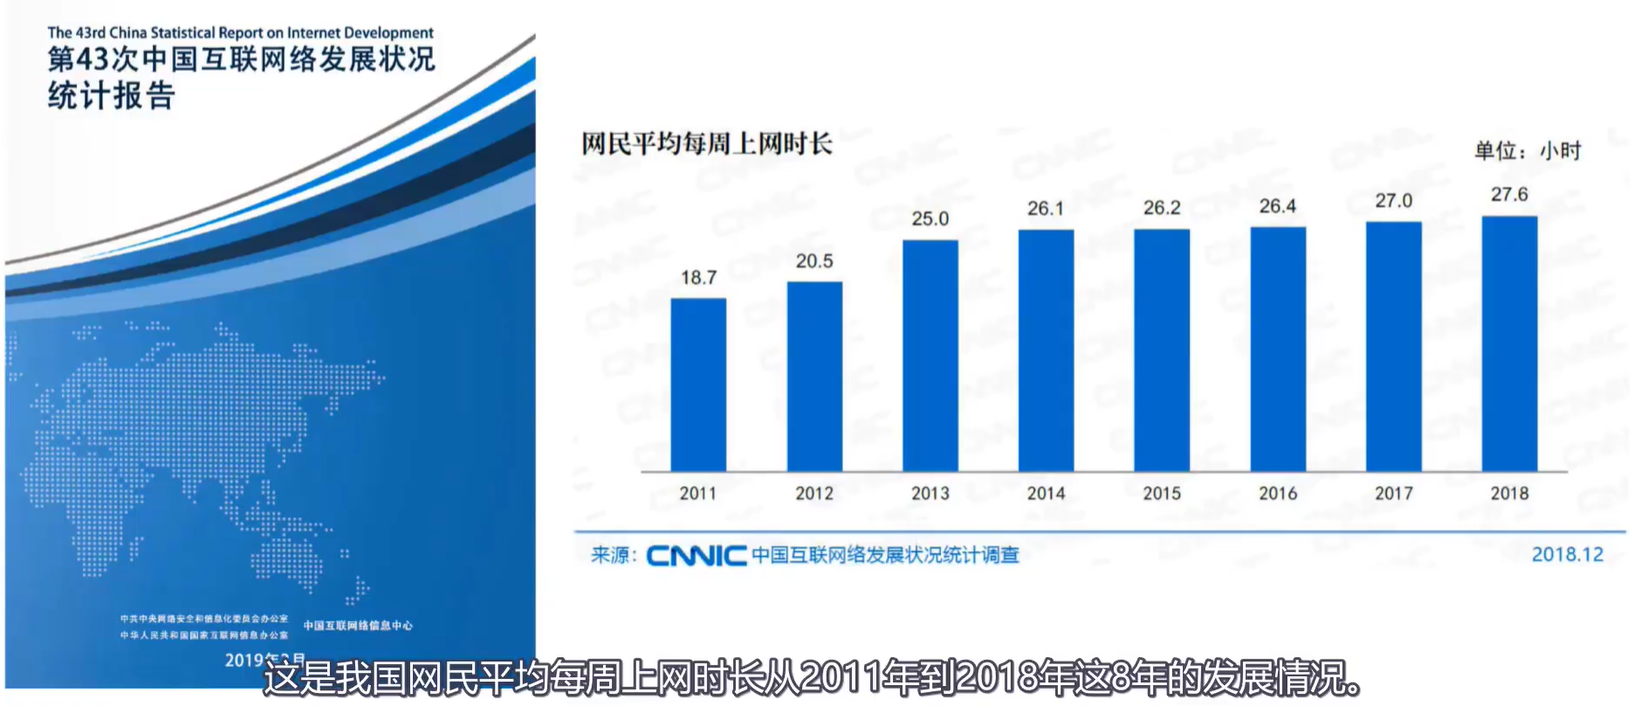 The 43rd China Statistical Report on Internet Development
第43次中国互联网络发展状况
统计报告
中共中央网络安全和信息化委员会办公室
中华人民共和国国家互联网信息办公室
中国互联网络信息中心
网民平均每周上网时长
单位：小时
18.7
20.5
25.0
26.1
26.2
26.4
27.0
27.6
2011
2012
2013
2014
2015
2016
2017
2018
来源：CNNIC中国互联网络发展状况统计调查
2018.12
这是我国网民平均每周上网时长从2011年到2018年这8年的发展情况。